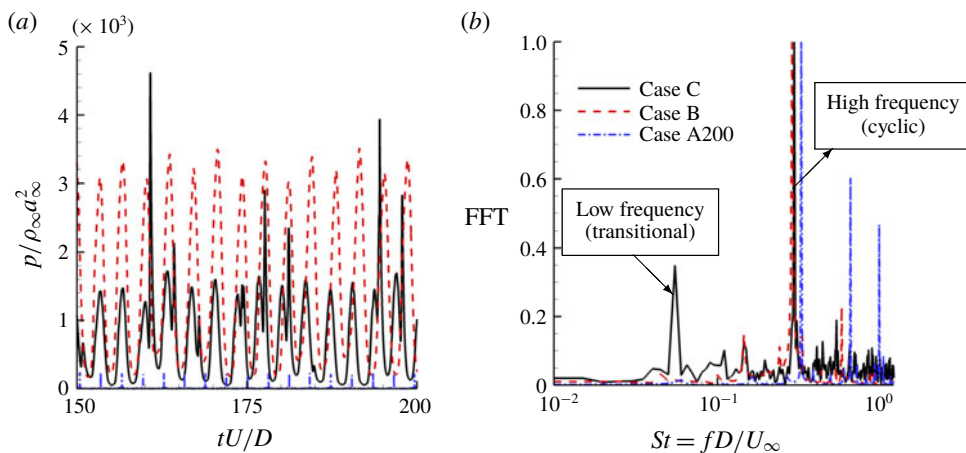 (a)
(× 10³)
5
4
3
2
1
0
p/ρ∞a²∞
150
175
200
tU/D
(b)
1.0
0.8
0.6
0.4
0.2
0
FFT
Case C
Case B
Case A200
High frequency
(cyclic)
Low frequency
(transitional)
10⁻²
10⁻¹
10⁰
St = fD/U∞